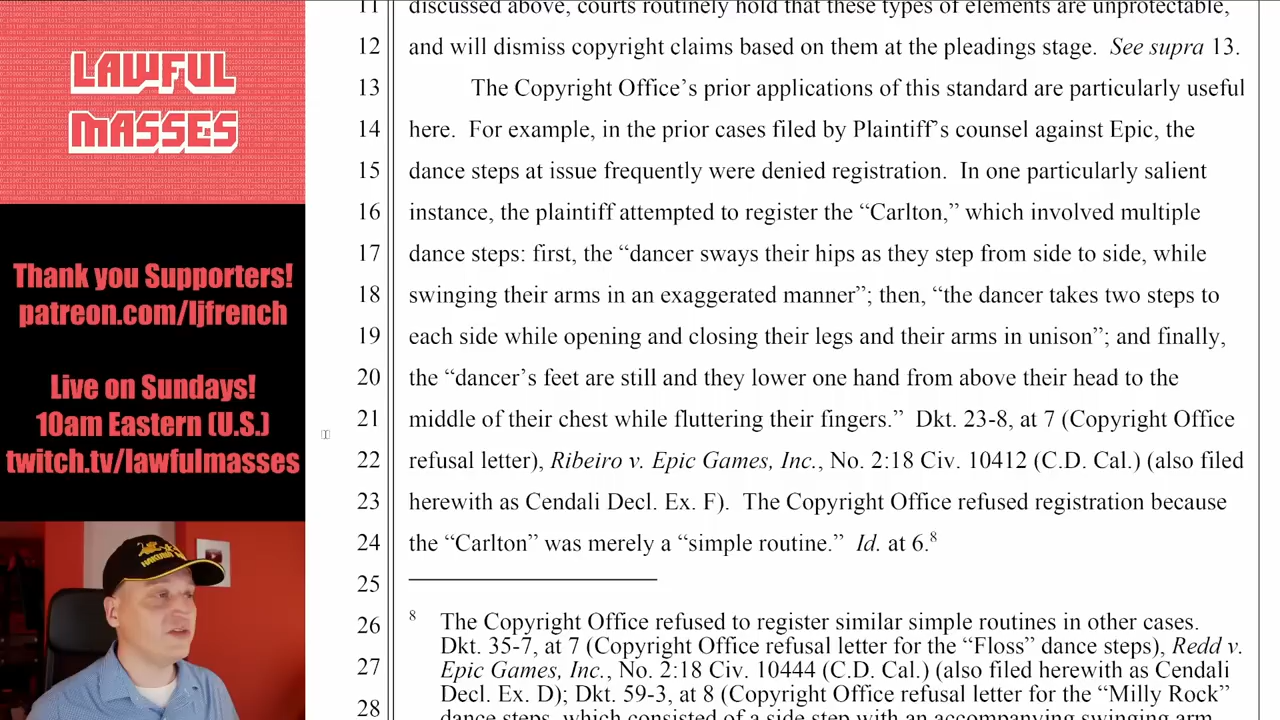 LAWFUL
MASSES
Thank you Supporters!
patreon.com/ljfrench
Live on Sundays!
10am Eastern (U.S.)
twitch.tv/lawfulmasses
11 discussed above, courts routinely hold that these types of elements are unprotectable,
12 and will dismiss copyright claims based on them at the pleadings stage. See supra 13.
13 The Copyright Office’s prior applications of this standard are particularly useful
14 here. For example, in the prior cases filed by Plaintiff’s counsel against Epic, the
15 dance steps at issue frequently were denied registration. In one particularly salient
16 instance, the plaintiff attempted to register the “Carlton,” which involved multiple
17 dance steps: first, the “dancer sways their hips as they step from side to side, while
18 swinging their arms in an exaggerated manner”; then, “the dancer takes two steps to
19 each side while opening and closing their legs and their arms in unison”; and finally,
20 the “dancer’s feet are still and they lower one hand from above their head to the
21 middle of their chest while fluttering their fingers.” Dkt. 23-8, at 7 (Copyright Office
22 refusal letter), Ribeiro v. Epic Games, Inc., No. 2:18 Civ. 10412 (C.D. Cal.) (also filed
23 herewith as Cendali Decl. Ex. F). The Copyright Office refused registration because
24 the “Carlton” was merely a “simple routine.” Id. at 6.8
25
26 8 The Copyright Office refused to register similar simple routines in other cases.
Dkt. 35-7, at 7 (Copyright Office refusal letter for the “Floss” dance steps), Redd v.
27 Epic Games, Inc., No. 2:18 Civ. 10444 (C.D. Cal.) (also filed herewith as Cendali
Decl. Ex. D); Dkt. 59-3, at 8 (Copyright Office refusal letter for the “Milly Rock”
28 dance steps, which consisted of a side step with an accompanying swinging arm